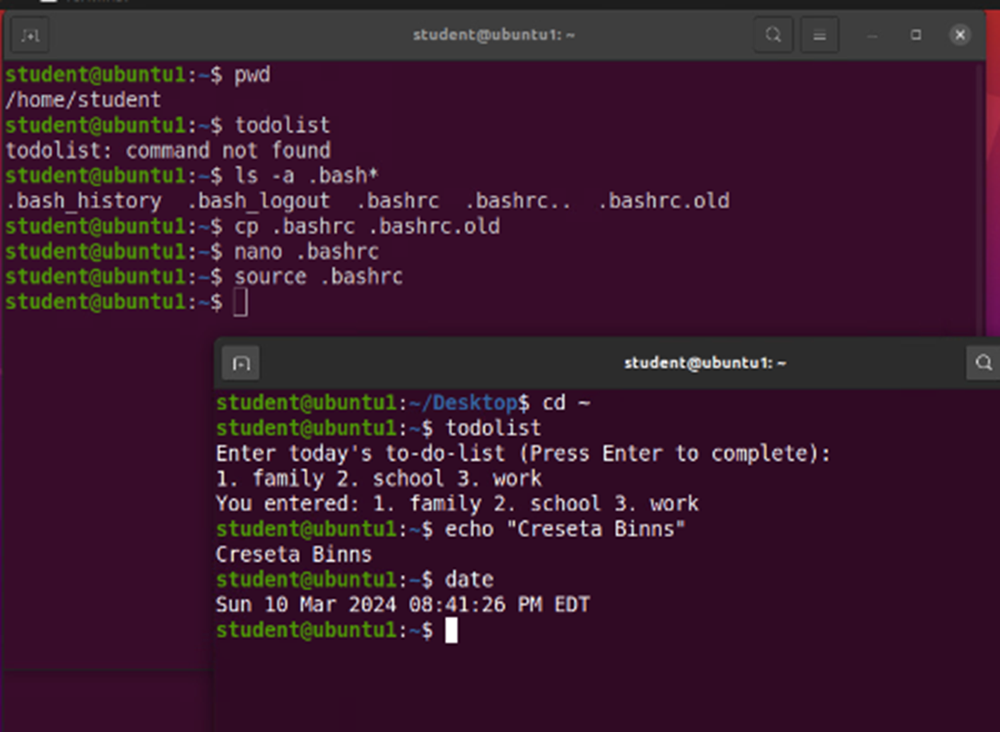 student@ubuntu1: ~
student@ubuntu1:~$ pwd
/home/student
student@ubuntu1:~$ todolist
todolist: command not found
student@ubuntu1:~$ ls -a .bash*
.bash_history  .bash_logout  .bashrc  .bashrc..  .bashrc.old
student@ubuntu1:~$ cp .bashrc .bashrc.old
student@ubuntu1:~$ nano .bashrc
student@ubuntu1:~$ source .bashrc
student@ubuntu1:~$
student@ubuntu1: ~
student@ubuntu1:~/Desktop$ cd ~
student@ubuntu1:~$ todolist
Enter today's to-do-list (Press Enter to complete):
1. family 2. school 3. work
You entered: 1. family 2. school 3. work
student@ubuntu1:~$ echo "Creseta Binns"
Creseta Binns
student@ubuntu1:~$ date
Sun 10 Mar 2024 08:41:26 PM EDT
student@ubuntu1:~$